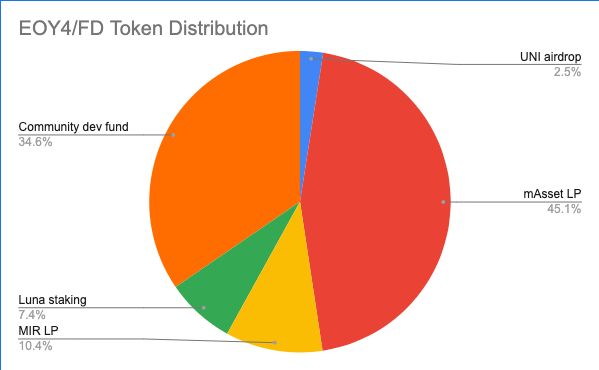 EOY4/FD Token Distribution
UNI airdrop
2.5%
Community dev fund
34.6%
mAsset LP
45.1%
Luna staking
7.4%
MIR LP
10.4%